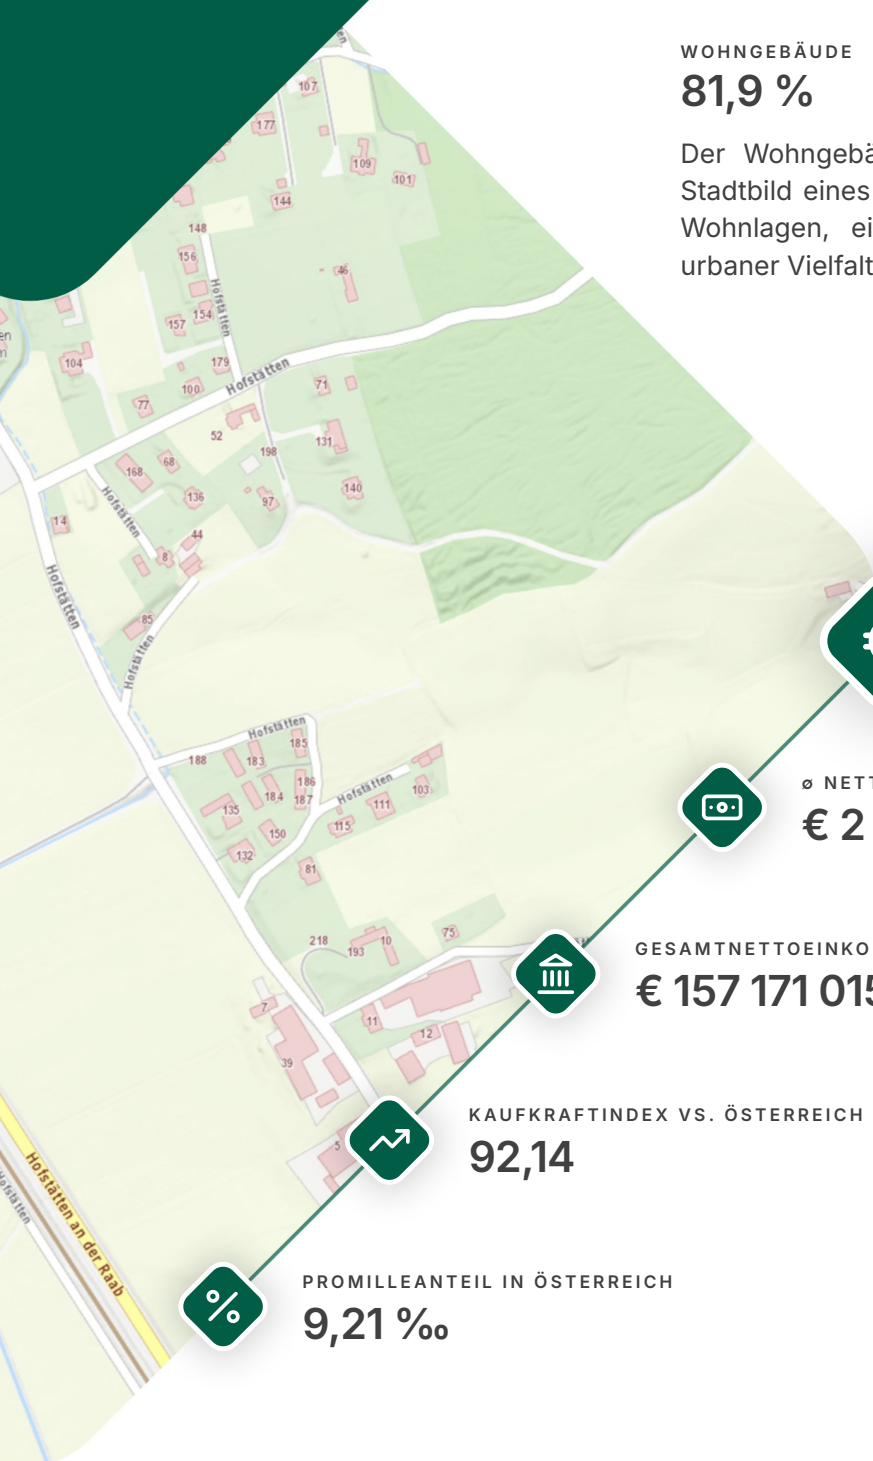 WOHNGEBÄUDE
81,9 %
Der Wohngebä
Stadtbild eines
Wohnlagen, ei
urbaner Vielfalt
107
177
109
101
144
148
156
46
Hofstätten
154
157
179
104
100
Hofstätten
71
77
52
131
198
168
68
136
97
140
Hofstätten
14
44
8
Hofstätten
85
Hofstätten
Hofstätten
185
188
183
186
184
187
Hofstätten
103
135
111
115
150
132
81
218
10
193
75
7
11
12
39
5
Hofstätten an der Raab
Hofstätten
ø NETT
€ 2
GESAMTNETTOEINKO
€ 157 171 015
KAUFKRAFTINDEX VS. ÖSTERREICH
92,14
PROMILLEANTEIL IN ÖSTERREICH
9,21 ‰